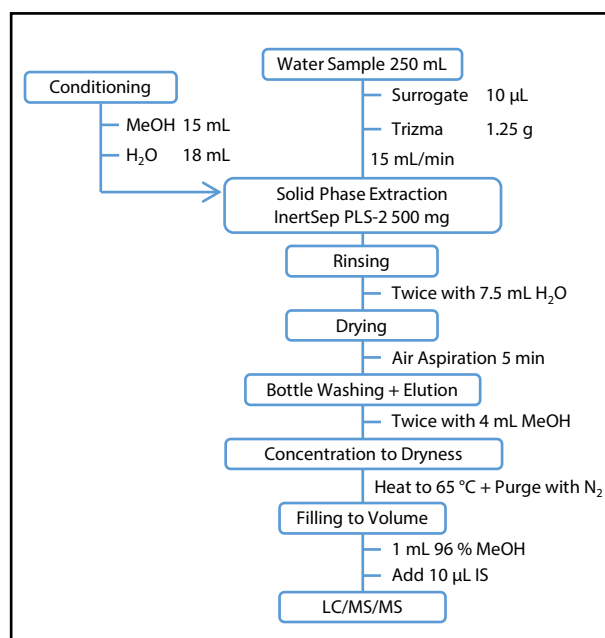 Water Sample 250 mL
Conditioning
Surrogate 10 µL
MeOH 15 mL
Trizma 1.25 g
H₂O 18 mL
15 mL/min
Solid Phase Extraction
InertSep PLS-2 500 mg
Rinsing
Twice with 7.5 mL H₂O
Drying
Air Aspiration 5 min
Bottle Washing + Elution
Twice with 4 mL MeOH
Concentration to Dryness
Heat to 65 °C + Purge with N₂
Filling to Volume
1 mL 96 % MeOH
Add 10 µL IS
LC/MS/MS